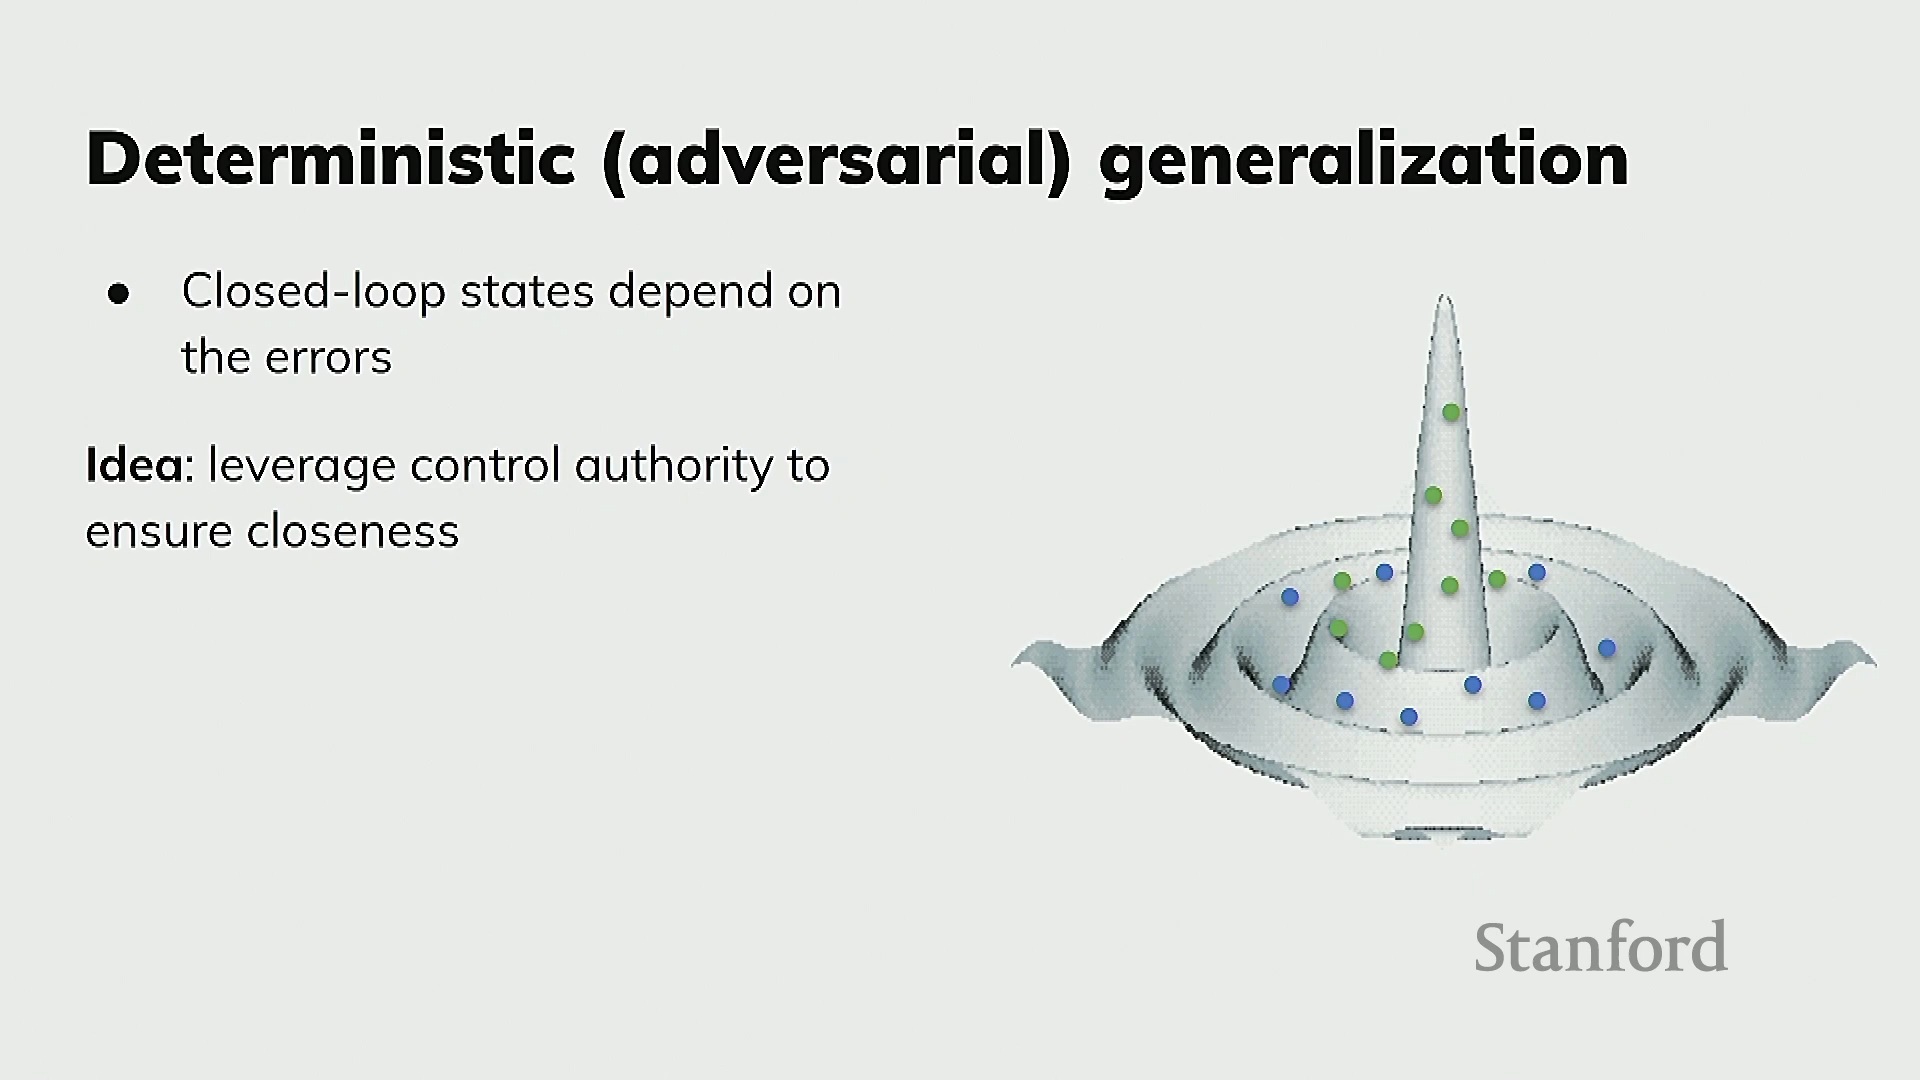 Deterministic (adversarial) generalization
● Closed-loop states depend on
the errors
Idea: leverage control authority to
ensure closeness
Stanford